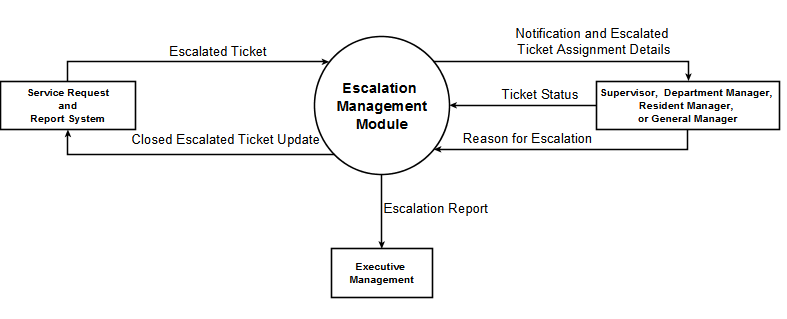 Notification and Escalated
Ticket Assignment Details
Escalated Ticket
Escalation
Management
Module
Service Request
and
Report System
Ticket Status
Supervisor, Department Manager,
Resident Manager,
or General Manager
Closed Escalated Ticket Update
Reason for Escalation
Escalation Report
Executive
Management